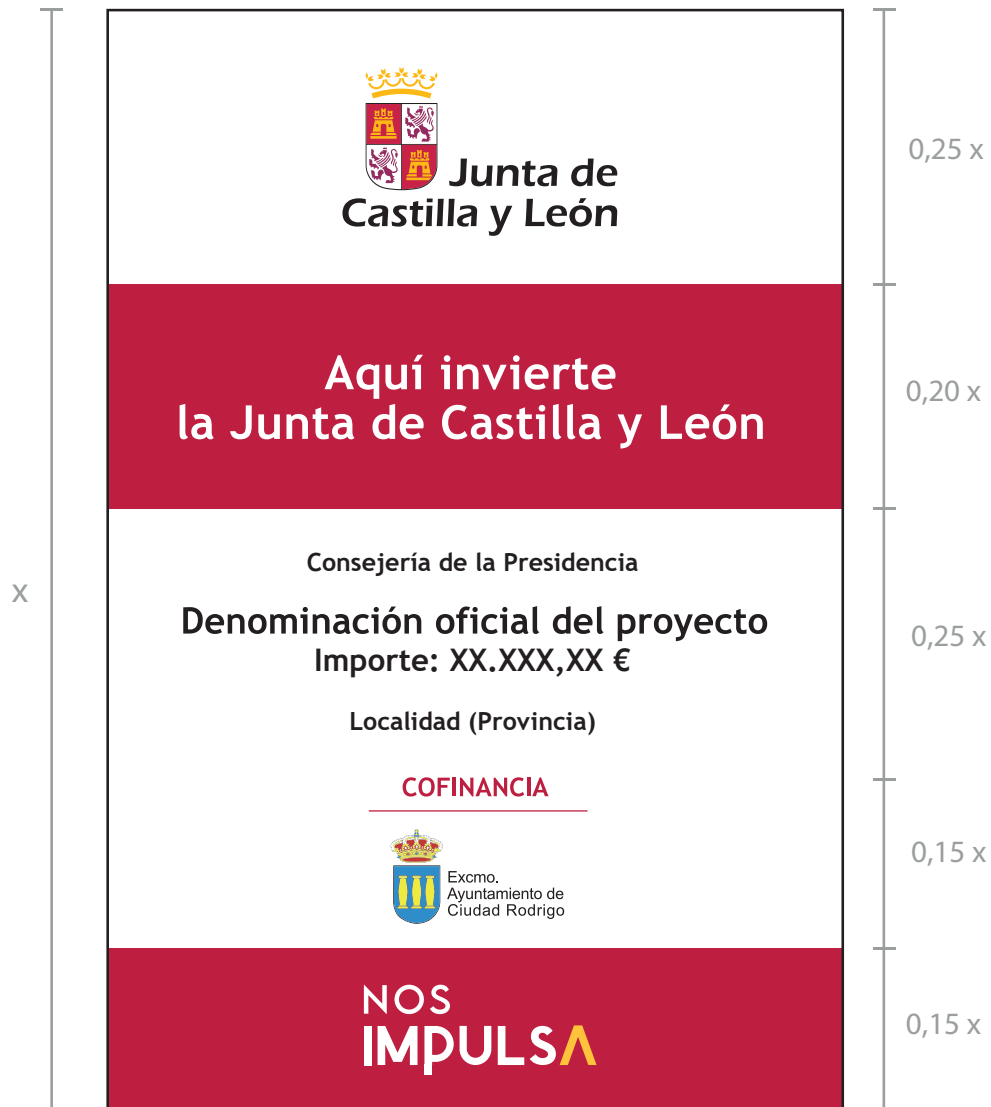 Junta de
Castilla y León
0,25 x
Aquí invierte
la Junta de Castilla y León
0,20 x
x
Consejería de la Presidencia
Denominación oficial del proyecto
Importe: XX.XXX,XX €
Localidad (Provincia)
0,25 x
COFINANCIA
Excmo.
Ayuntamiento de
Ciudad Rodrigo
0,15 x
NOS
IMPULSA
0,15 x